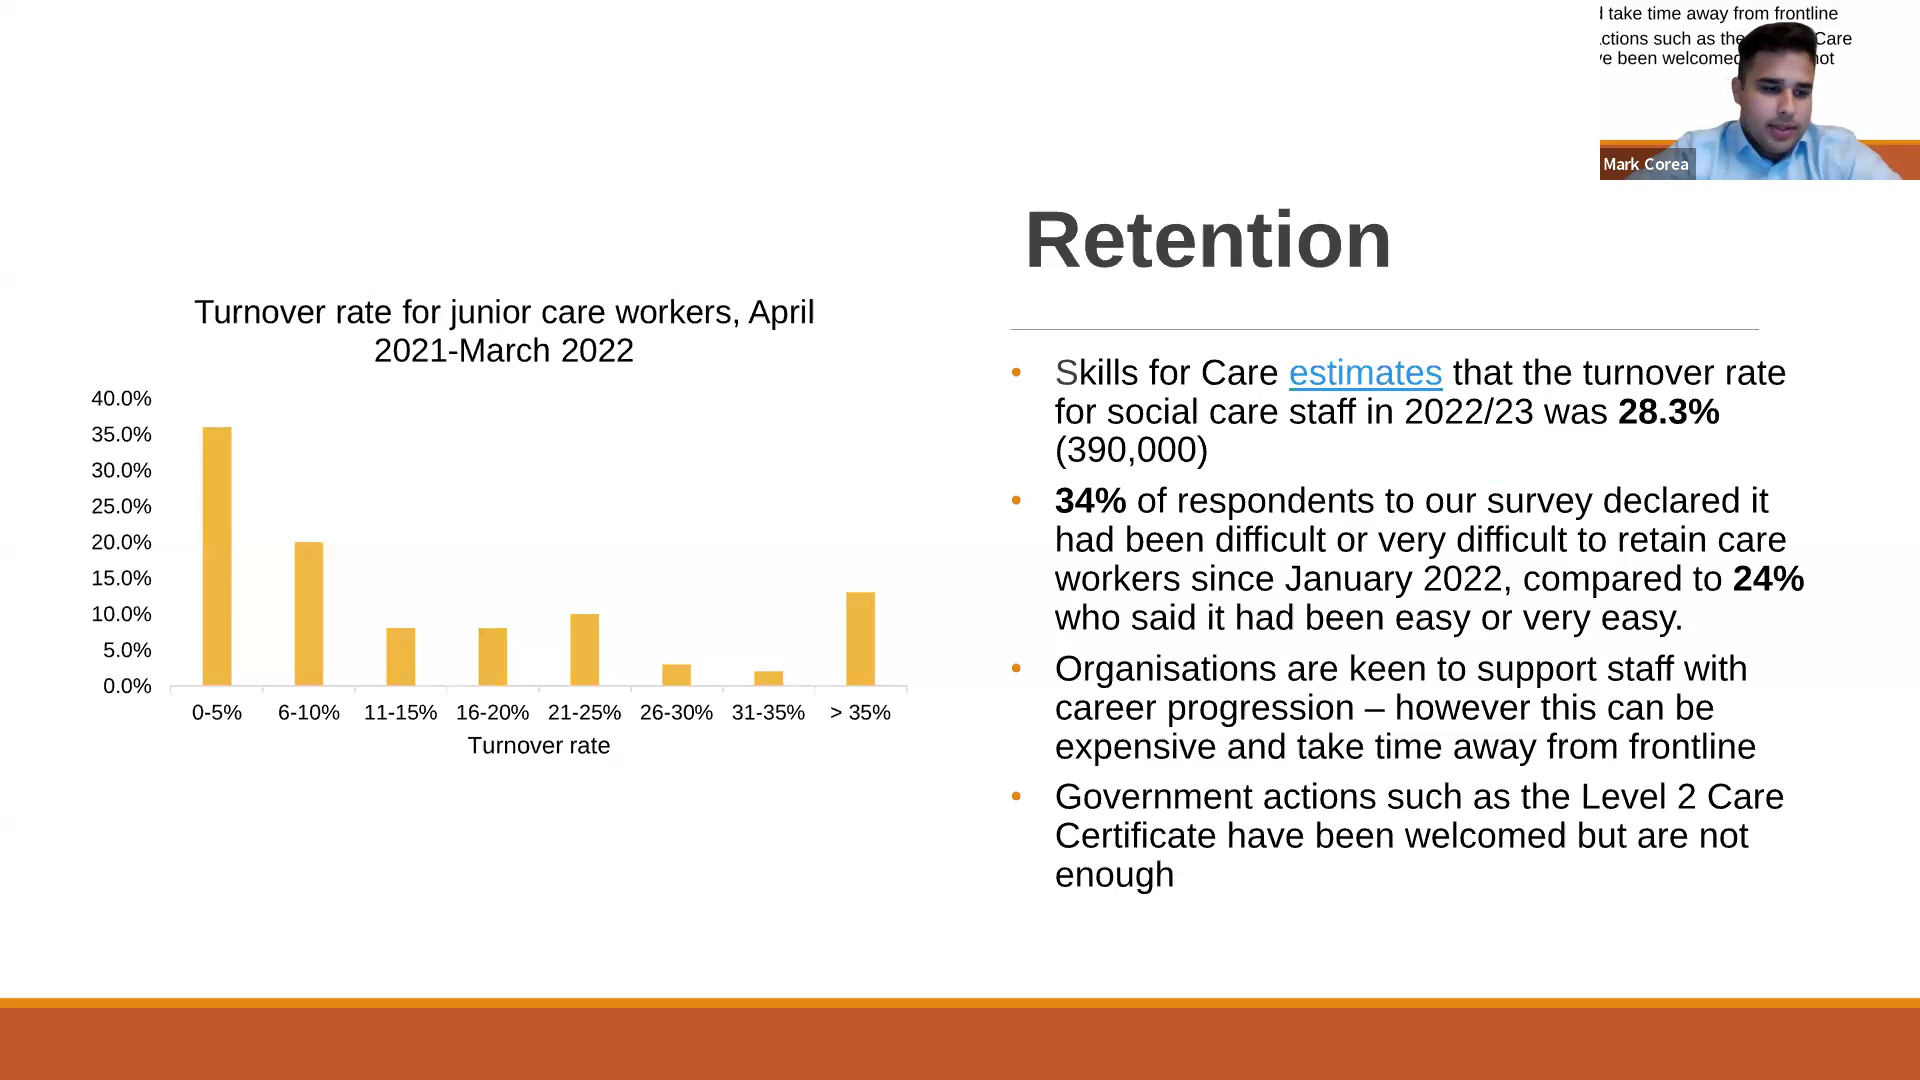 l take time away from frontline
ctions such as the Care
e been welcomed not
Mark Corea
Retention
Turnover rate for junior care workers, April
2021-March 2022
40.0%
35.0%
30.0%
25.0%
20.0%
15.0%
10.0%
5.0%
0.0%
0-5% 6-10% 11-15% 16-20% 21-25% 26-30% 31-35% > 35%
Turnover rate
• Skills for Care estimates that the turnover rate
for social care staff in 2022/23 was 28.3%
(390,000)
• 34% of respondents to our survey declared it
had been difficult or very difficult to retain care
workers since January 2022, compared to 24%
who said it had been easy or very easy.
• Organisations are keen to support staff with
career progression – however this can be
expensive and take time away from frontline
• Government actions such as the Level 2 Care
Certificate have been welcomed but are not
enough